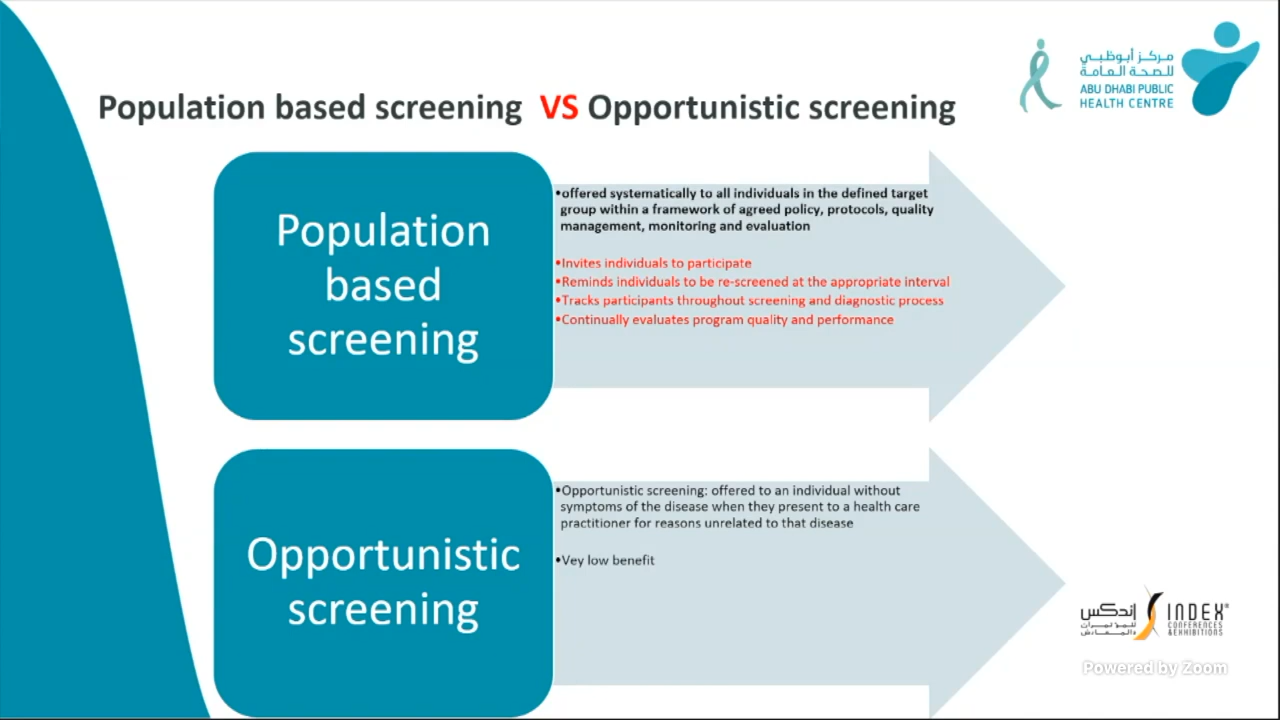 مركز أبوظبي
للصحة العامة
ABU DHABI PUBLIC
HEALTH CENTRE
Population based screening VS Opportunistic screening
Population
based
screening
•offered systematically to all individuals in the defined target
group within a framework of agreed policy, protocols, quality
management, monitoring and evaluation
•Invites individuals to participate
•Reminds individuals to be re-screened at the appropriate interval
•Tracks participants throughout screening and diagnostic process
•Continually evaluates program quality and performance
Opportunistic
screening
•Opportunistic screening: offered to an individual without
symptoms of the disease when they present to a health care
practitioner for reasons unrelated to that disease
•Vey low benefit
إندكس
للمؤتمرات
والمعارض
INDEX®
CONFERENCES
&EXHIBITIONS
Powered by Zoom